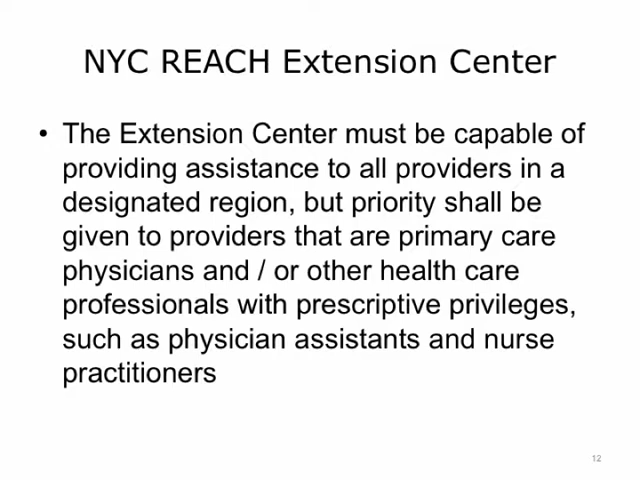 NYC REACH Extension Center
• The Extension Center must be capable of
providing assistance to all providers in a
designated region, but priority shall be
given to providers that are primary care
physicians and / or other health care
professionals with prescriptive privileges,
such as physician assistants and nurse
practitioners
12